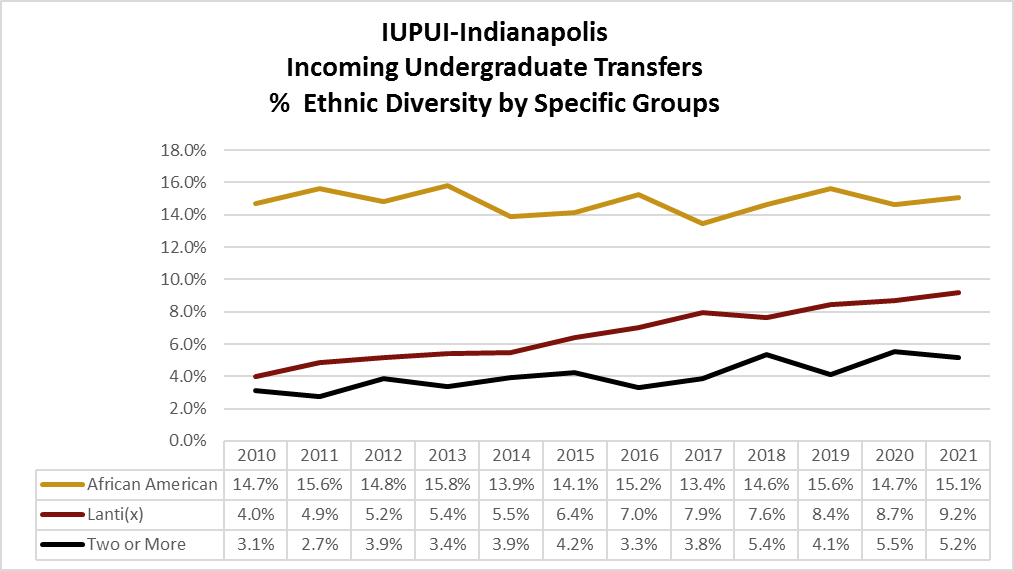 IUPUI-Indianapolis
Incoming Undergraduate Transfers
% Ethnic Diversity by Specific Groups
18.0%
16.0%
14.0%
12.0%
10.0%
8.0%
6.0%
4.0%
2.0%
0.0%
2010 2011 2012 2013 2014 2015 2016 2017 2018 2019 2020 2021
African American 14.7% 15.6% 14.8% 15.8% 13.9% 14.1% 15.2% 13.4% 14.6% 15.6% 14.7% 15.1%
Lanti(x) 4.0% 4.9% 5.2% 5.4% 5.5% 6.4% 7.0% 7.9% 7.6% 8.4% 8.7% 9.2%
Two or More 3.1% 2.7% 3.9% 3.4% 3.9% 4.2% 3.3% 3.8% 5.4% 4.1% 5.5% 5.2%